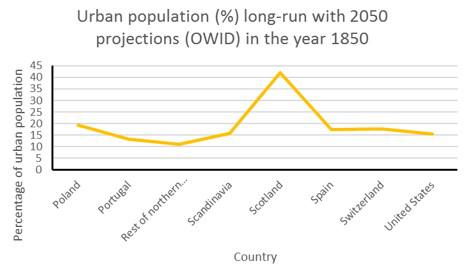 Urban population (%) long-run with 2050
projections (OWID) in the year 1850
Percentage of urban population
45
40
35
30
25
20
15
10
5
0
Poland
Portugal
Rest of northern...
Scandinavia
Scotland
Spain
Switzerland
United States
Country